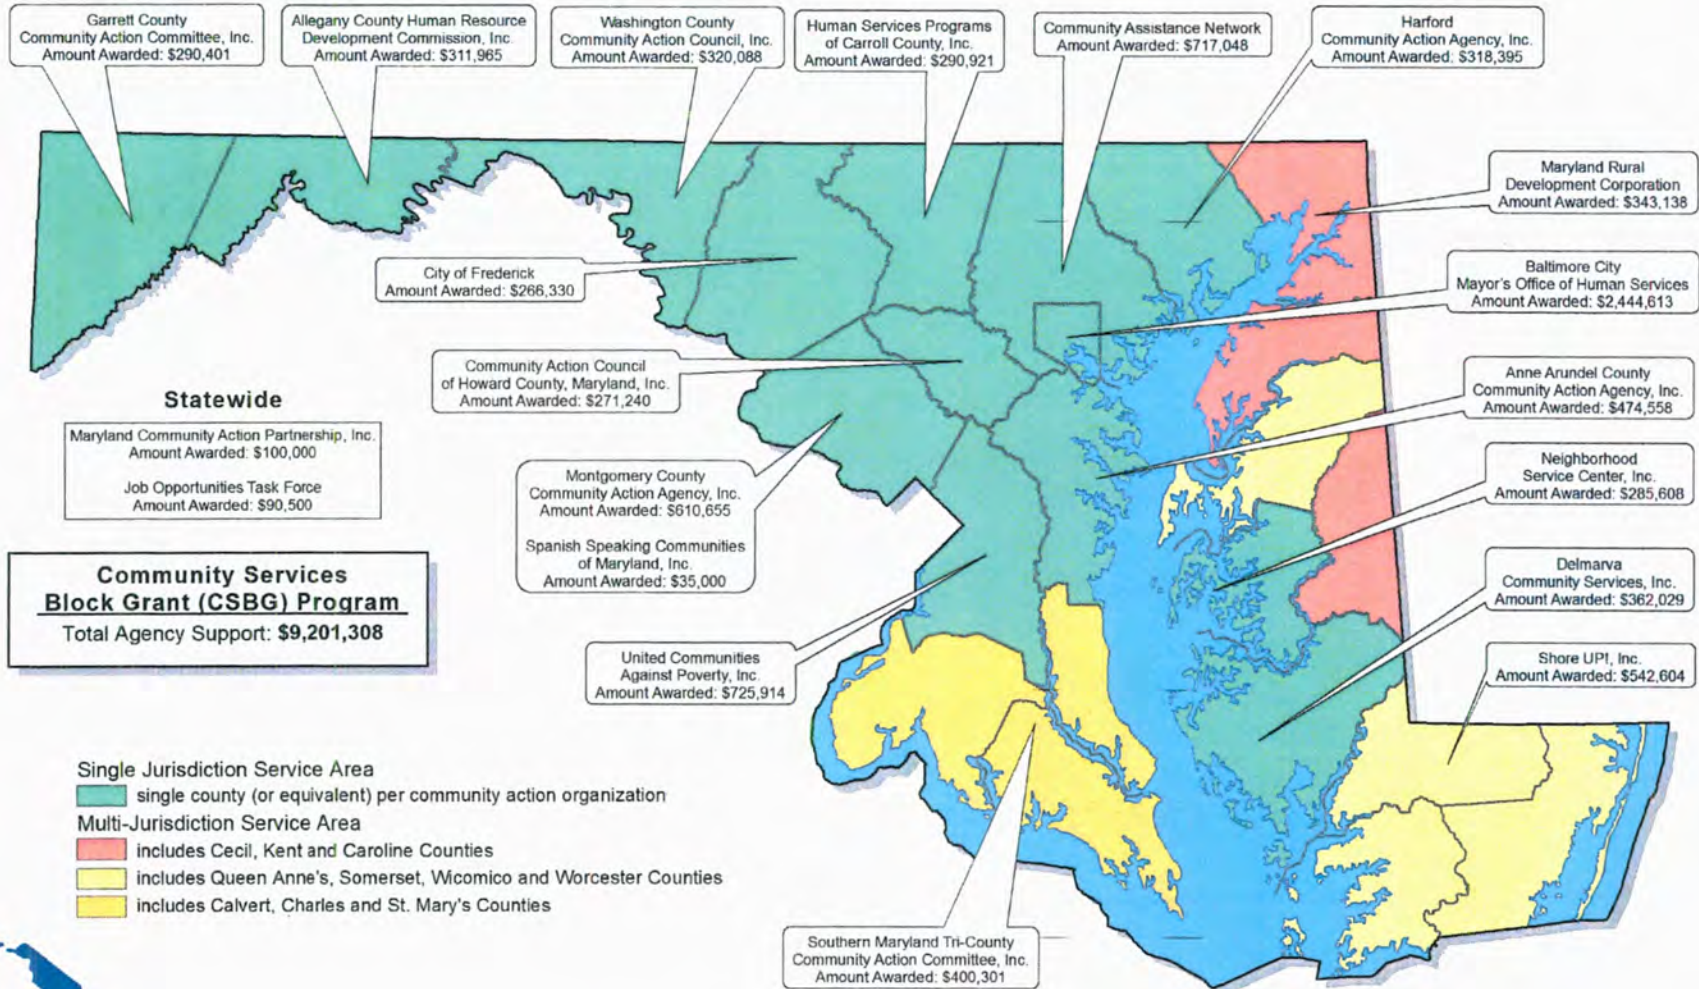 Garrett County
Community Action Committee, Inc.
Amount Awarded: $290,401
Allegany County Human Resource
Development Commission, Inc.
Amount Awarded: $311,965
Washington County
Community Action Council, Inc.
Amount Awarded: $320,088
Human Services Programs
of Carroll County, Inc.
Amount Awarded: $290,921
Community Assistance Network
Amount Awarded: $717,048
Harford
Community Action Agency, Inc.
Amount Awarded: $318,395
Maryland Rural
Development Corporation
Amount Awarded: $343,138
City of Frederick
Amount Awarded: $266,330
Baltimore City
Mayor's Office of Human Services
Amount Awarded: $2,444,613
Community Action Council
of Howard County, Maryland, Inc.
Amount Awarded: $271,240
Anne Arundel County
Community Action Agency, Inc.
Amount Awarded: $474,558
Statewide
Maryland Community Action Partnership, Inc.
Amount Awarded: $100,000
Job Opportunities Task Force
Amount Awarded: $90,500
Montgomery County
Community Action Agency, Inc.
Amount Awarded: $610,655
Spanish Speaking Communities
of Maryland, Inc.
Amount Awarded: $35,000
Neighborhood
Service Center, Inc.
Amount Awarded: $285,608
Community Services
Block Grant (CSBG) Program
Total Agency Support: $9,201,308
Delmarva
Community Services, Inc.
Amount Awarded: $362,029
United Communities
Against Poverty, Inc.
Amount Awarded: $725,914
Shore UP!, Inc.
Amount Awarded: $542,604
Single Jurisdiction Service Area
single county (or equivalent) per community action organization
Multi-Jurisdiction Service Area
includes Cecil, Kent and Caroline Counties
includes Queen Anne's, Somerset, Wicomico and Worcester Counties
includes Calvert, Charles and St. Mary's Counties
Southern Maryland Tri-County
Community Action Committee, Inc.
Amount Awarded: $400,301